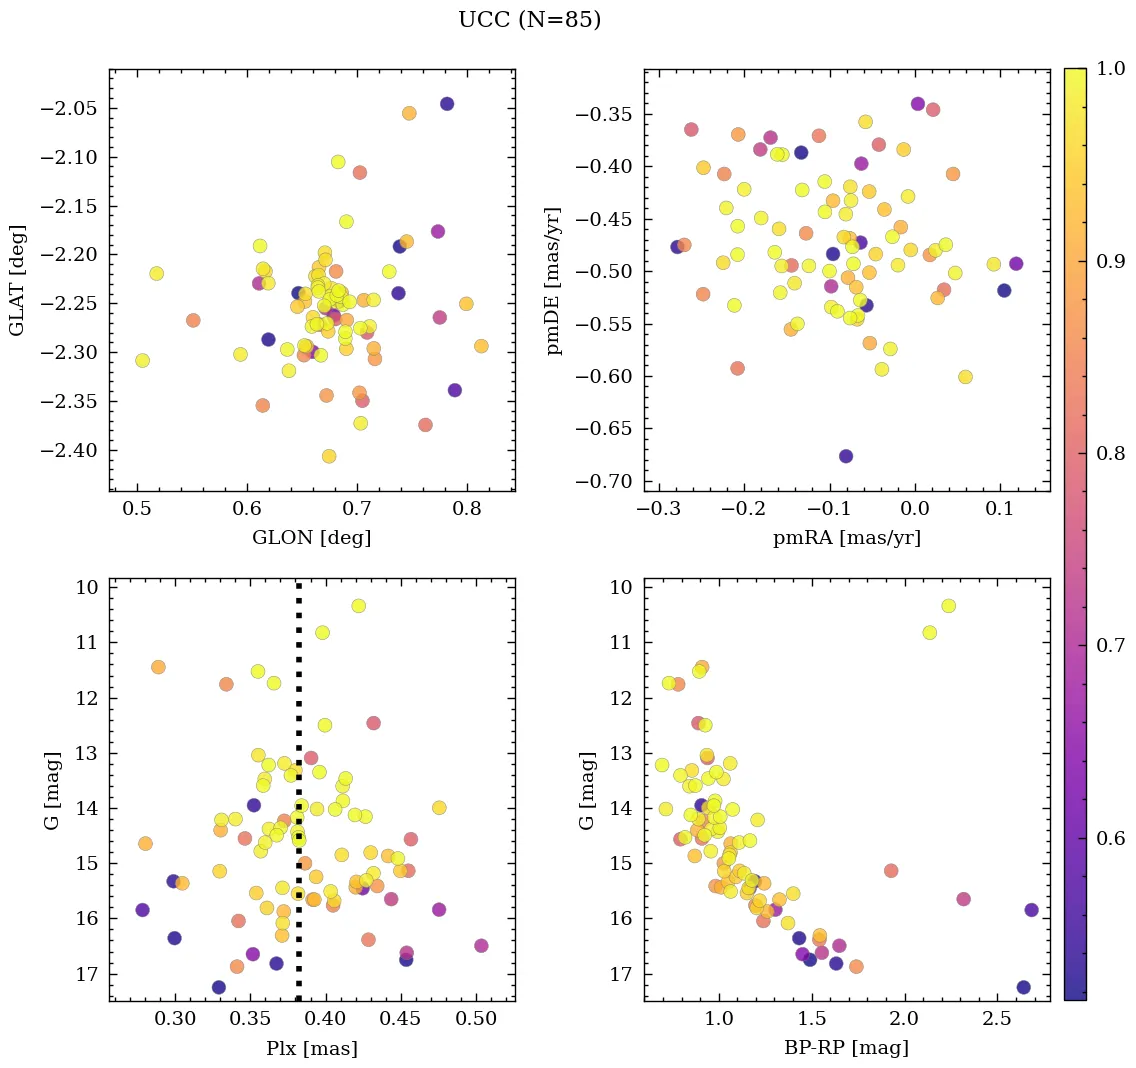 UCC (N=85)
−2.05
−2.10
−2.15
−2.20
−2.25
−2.30
−2.35
−2.40
GLAT [deg]
0.5 0.6 0.7 0.8
GLON [deg]
−0.35
−0.40
−0.45
−0.50
−0.55
−0.60
−0.65
−0.70
pmDE [mas/yr]
−0.3 −0.2 −0.1 0.0 0.1
pmRA [mas/yr]
1.0
0.9
0.8
0.7
0.6
10
11
12
13
14
15
16
17
G [mag]
0.30 0.35 0.40 0.45 0.50
Plx [mas]
10
11
12
13
14
15
16
17
G [mag]
1.0 1.5 2.0 2.5
BP-RP [mag]